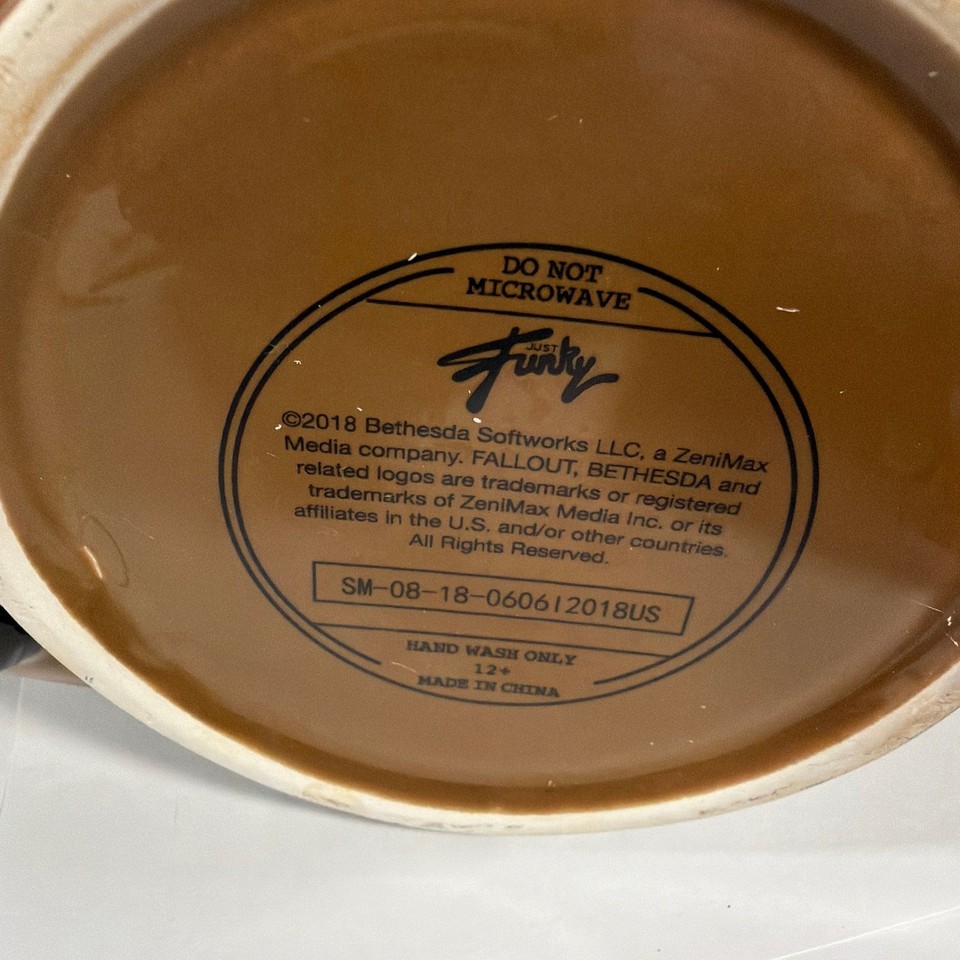 DO NOT
MICROWAVE
JUST
Funky
©2018 Bethesda Softworks LLC, a ZeniMax
Media company. FALLOUT, BETHESDA and
related logos are trademarks or registered
trademarks of ZeniMax Media Inc. or its
affiliates in the U.S. and/or other countries.
All Rights Reserved.
SM-08-18-0606|2018US
HAND WASH ONLY
12+
MADE IN CHINA